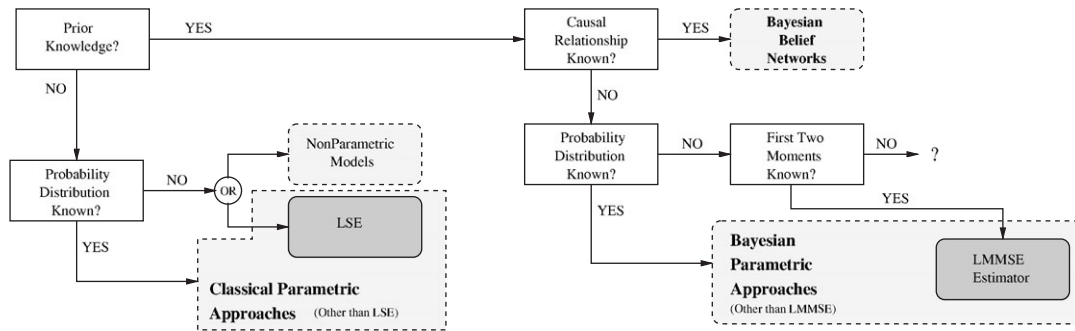 Prior
Knowledge?
YES
Causal
Relationship
Known?
YES
Bayesian
Belief
Networks
NO
NO
Probability
Distribution
Known?
NO
OR
NonParametric
Models
LSE
YES
Classical Parametric
Approaches (Other than LSE)
Probability
Distribution
Known?
NO
First Two
Moments
Known?
NO
?
YES
YES
Bayesian
Parametric
Approaches
(Other than LMMSE)
LMMSE
Estimator